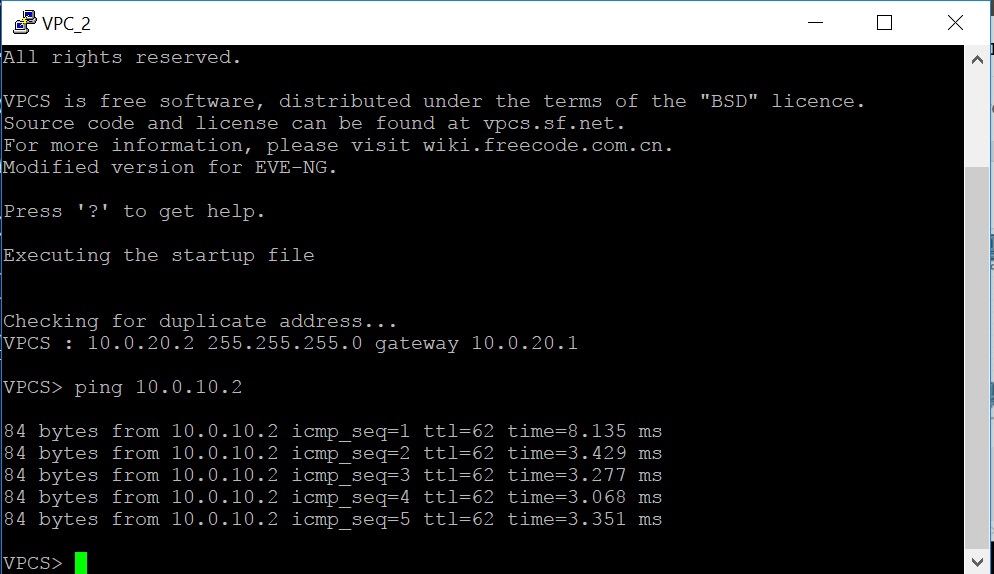 VPC_2
All rights reserved.
VPCS is free software, distributed under the terms of the "BSD" licence.
Source code and license can be found at vpcs.sf.net.
For more information, please visit wiki.freecode.com.cn.
Modified version for EVE-NG.
Press '?' to get help.
Executing the startup file
Checking for duplicate address...
VPCS : 10.0.20.2 255.255.255.0 gateway 10.0.20.1
VPCS> ping 10.0.10.2
84 bytes from 10.0.10.2 icmp_seq=1 ttl=62 time=8.135 ms
84 bytes from 10.0.10.2 icmp_seq=2 ttl=62 time=3.429 ms
84 bytes from 10.0.10.2 icmp_seq=3 ttl=62 time=3.277 ms
84 bytes from 10.0.10.2 icmp_seq=4 ttl=62 time=3.068 ms
84 bytes from 10.0.10.2 icmp_seq=5 ttl=62 time=3.351 ms
VPCS>